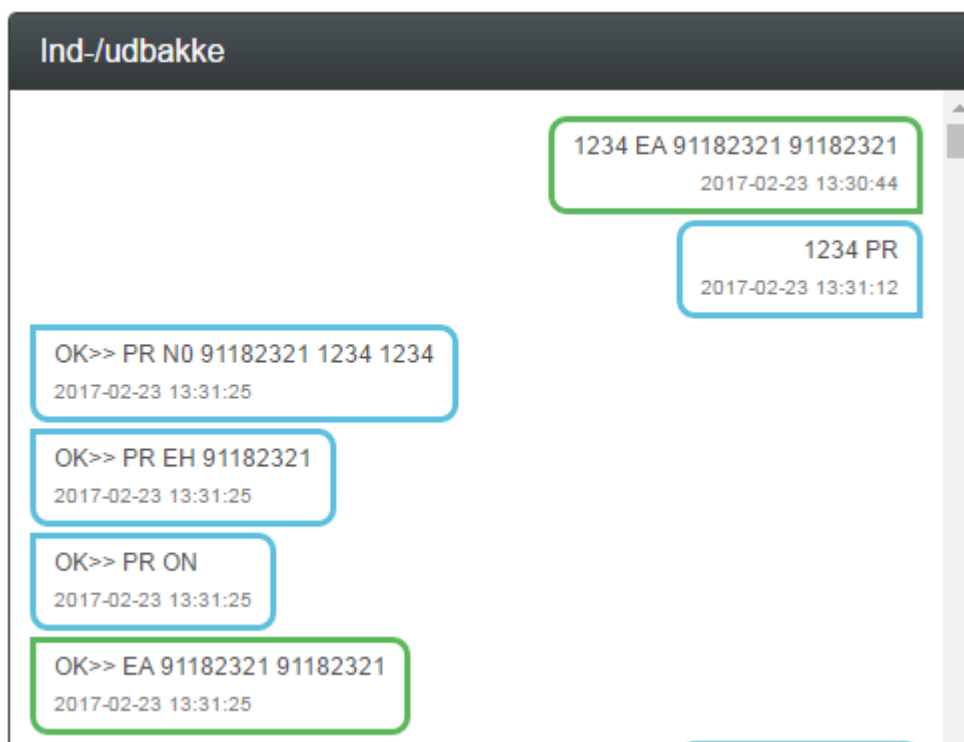 Ind-/udbakke
1234 EA 91182321 91182321
2017-02-23 13:30:44
1234 PR
2017-02-23 13:31:12
OK>> PR N0 91182321 1234 1234
2017-02-23 13:31:25
OK>> PR EH 91182321
2017-02-23 13:31:25
OK>> PR ON
2017-02-23 13:31:25
OK>> EA 91182321 91182321
2017-02-23 13:31:25